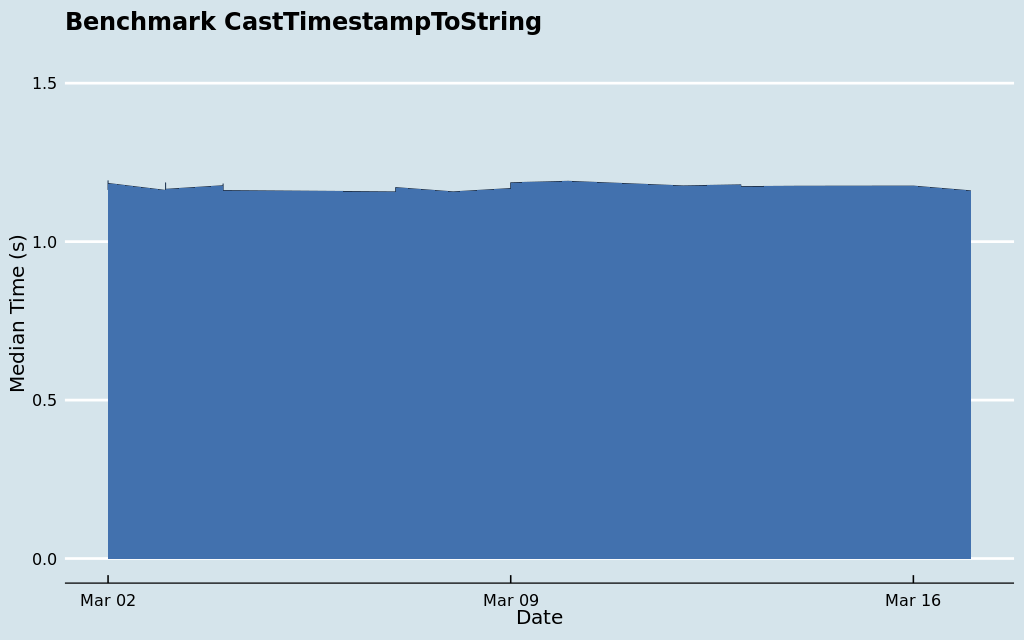 Benchmark CastTimestampToString
1.5
1.0
0.5
0.0
Median Time (s)
Mar 02
Mar 09
Mar 16
Date